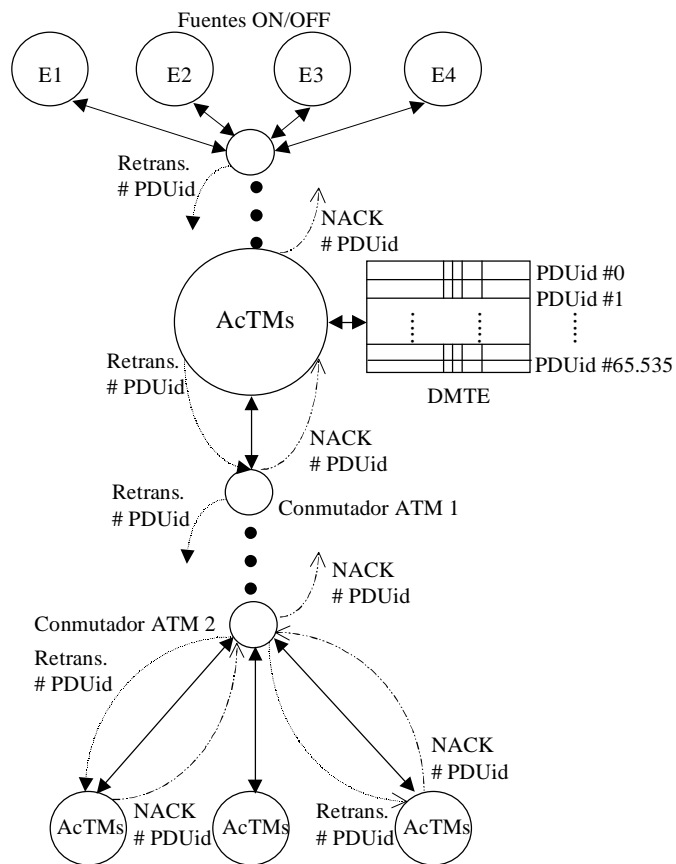 Fuentes ON/OFF
E1
E2
E3
E4
Retrans.
# PDUid
NACK
# PDUid
PDUid #0
PDUid #1
AcTMs
Retrans.
# PDUid
PDUid #65.535
DMTE
NACK
# PDUid
Retrans.
# PDUid
Conmutador ATM 1
NACK
# PDUid
Conmutador ATM 2
Retrans.
# PDUid
NACK
# PDUid
NACK
# PDUid
Retrans.
# PDUid
AcTMs
AcTMs
AcTMs